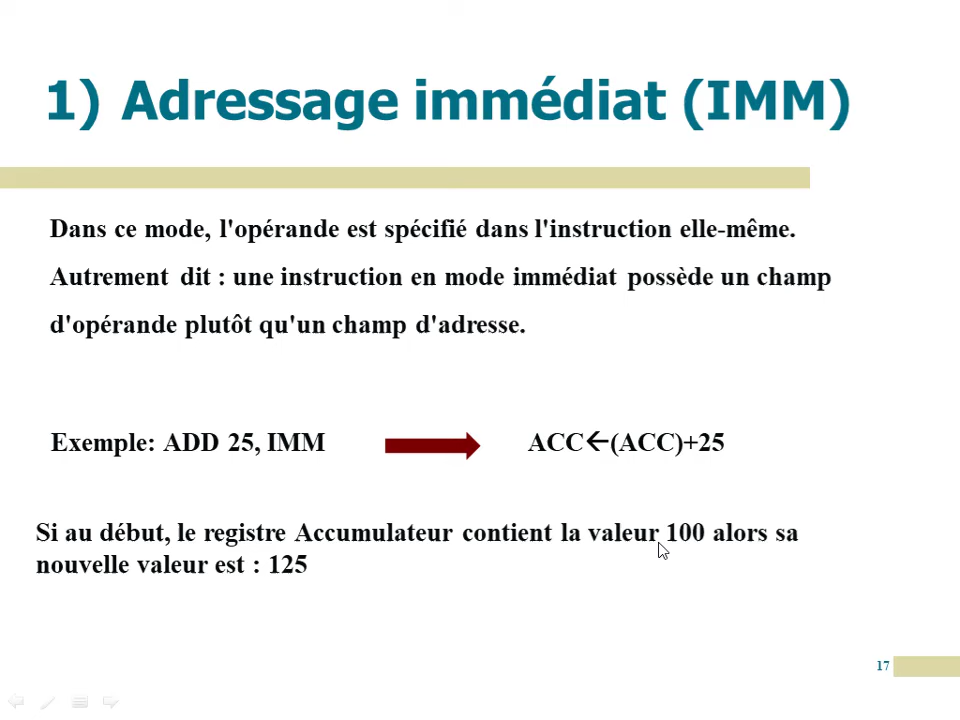 1) Adressage immédiat (IMM)
Dans ce mode, l'opérande est spécifié dans l'instruction elle-même.
Autrement dit : une instruction en mode immédiat possède un champ
d'opérande plutôt qu'un champ d'adresse.
Exemple: ADD 25, IMM ACC←(ACC)+25
Si au début, le registre Accumulateur contient la valeur 100 alors sa
nouvelle valeur est : 125
17